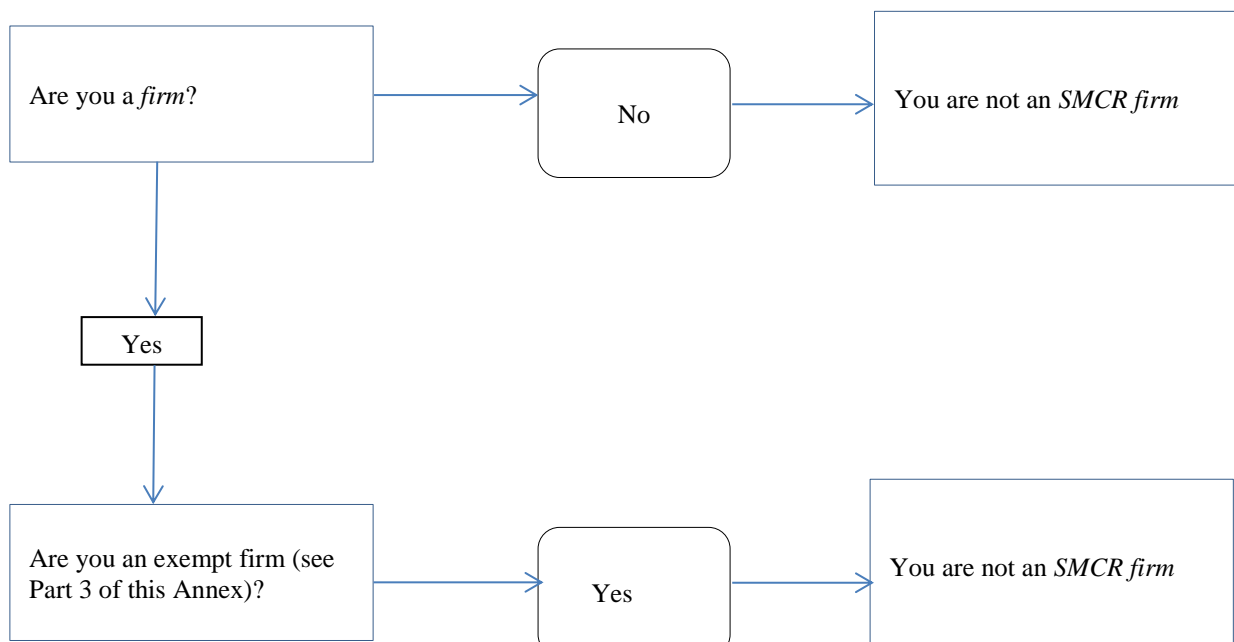 Are you a firm?
No
You are not an SMCR firm
Yes
Are you an exempt firm (see
Part 3 of this Annex)?
Yes
You are not an SMCR firm